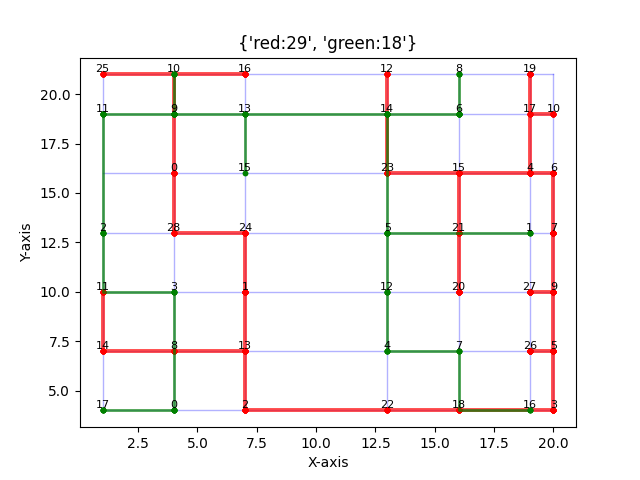 {'red:29', 'green:18'}
25 10 16 12 8 19
20.0
11 9 13 14 6 17 10
17.5
0 15 23 15 4 6
15.0
2 28 24 5 21 1 7
12.5
11 3 1 12 20 27 9
10.0
7.5
14 8 13 4 7 26 5
5.0
17 0 2 22 18 16 3
2.5 5.0 7.5 10.0 12.5 15.0 17.5 20.0
X-axis
Y-axis